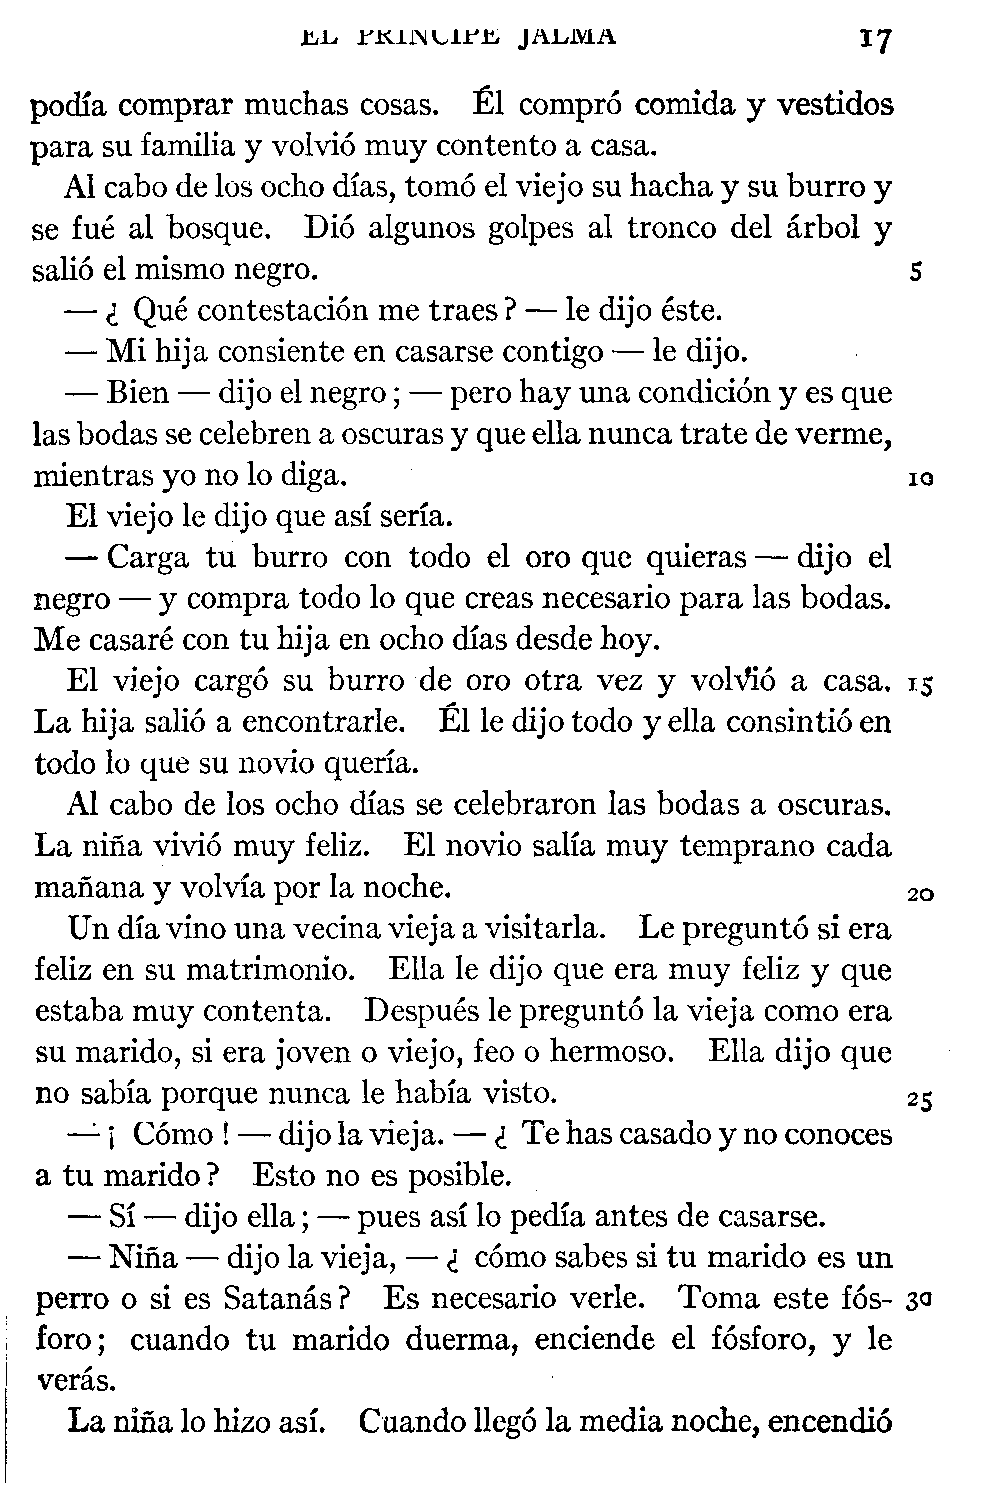 EL PRÍNCIPE JALMA 17
podía comprar muchas cosas. Él compró comida y vestidos
para su familia y volvió muy contento a casa.
Al cabo de los ocho días, tomó el viejo su hacha y su burro y
se fué al bosque. Dió algunos golpes al tronco del árbol y
salió el mismo negro. 5
— ¿ Qué contestación me traes ? — le dijo éste.
— Mi hija consiente en casarse contigo — le dijo.
— Bien — dijo el negro ; — pero hay una condición y es que
las bodas se celebren a oscuras y que ella nunca trate de verme,
mientras yo no lo diga. 10
El viejo le dijo que así sería.
— Carga tu burro con todo el oro que quieras — dijo el
negro — y compra todo lo que creas necesario para las bodas.
Me casaré con tu hija en ocho días desde hoy.
El viejo cargó su burro de oro otra vez y volvió a casa. 15
La hija salió a encontrarle. Él le dijo todo y ella consintió en
todo lo que su novio quería.
Al cabo de los ocho días se celebraron las bodas a oscuras.
La niña vivió muy feliz. El novio salía muy temprano cada
mañana y volvía por la noche. 20
Un día vino una vecina vieja a visitarla. Le preguntó si era
feliz en su matrimonio. Ella le dijo que era muy feliz y que
estaba muy contenta. Después le preguntó la vieja como era
su marido, si era joven o viejo, feo o hermoso. Ella dijo que
no sabía porque nunca le había visto. 25
— ¡ Cómo ! — dijo la vieja. — ¿ Te has casado y no conoces
a tu marido ? Esto no es posible.
— Sí — dijo ella ; — pues así lo pedía antes de casarse.
— Niña — dijo la vieja, — ¿ cómo sabes si tu marido es un
perro o si es Satanás ? Es necesario verle. Toma este fós- 30
foro ; cuando tu marido duerma, enciende el fósforo, y le
verás.
La niña lo hizo así. Cuando llegó la media noche, encendió